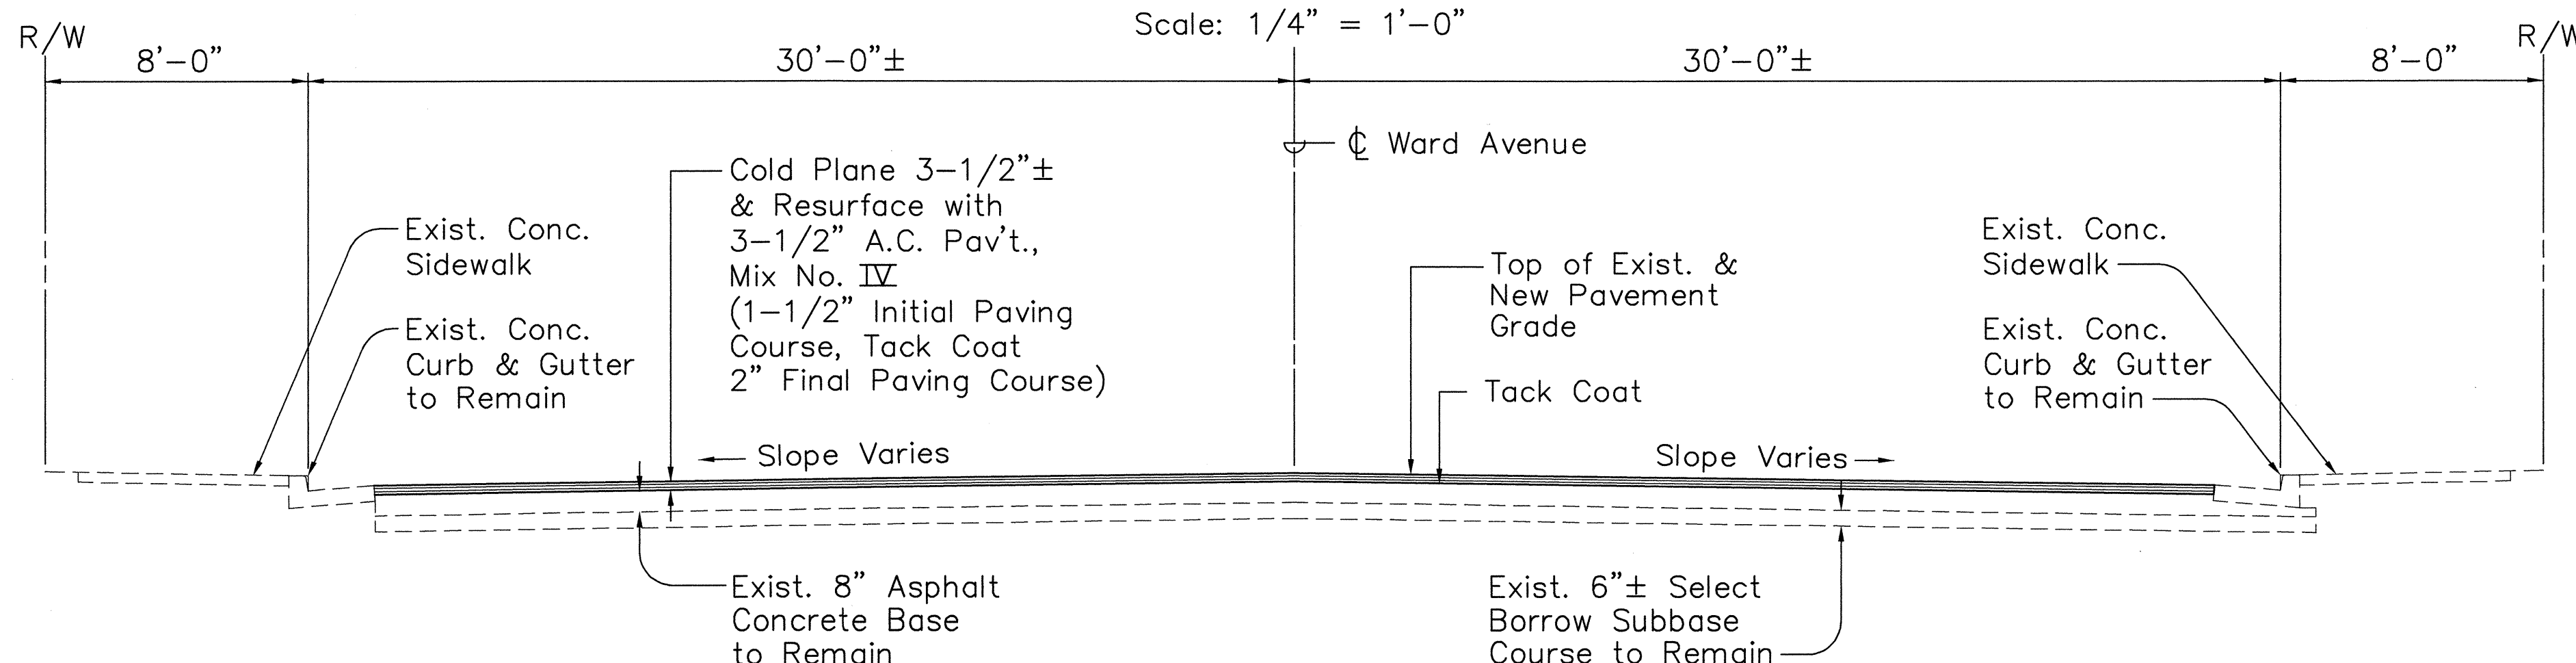 Scale: 1/4" = 1'-0"
R/W
R/W
8'-0"
30'-0"±
30'-0"±
8'-0"
℄ Ward Avenue
Cold Plane 3-1/2"±
& Resurface with
3-1/2" A.C. Pav't.,
Mix No. IV
(1-1/2" Initial Paving
Course, Tack Coat
2" Final Paving Course)
Exist. Conc.
Sidewalk
Exist. Conc.
Curb & Gutter
to Remain
Top of Exist. &
New Pavement
Grade
Tack Coat
Exist. Conc.
Sidewalk
Exist. Conc.
Curb & Gutter
to Remain
Slope Varies
Slope Varies
Exist. 8" Asphalt
Concrete Base
to Remain
Exist. 6"± Select
Borrow Subbase
Course to Remain